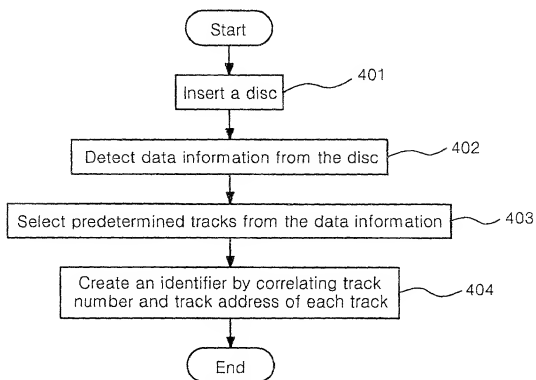 Start
Insert a disc
401
Detect data information from the disc
402
Select predetermined tracks from the data information
403
Create an identifier by correlating track
number and track address of each track
404
End